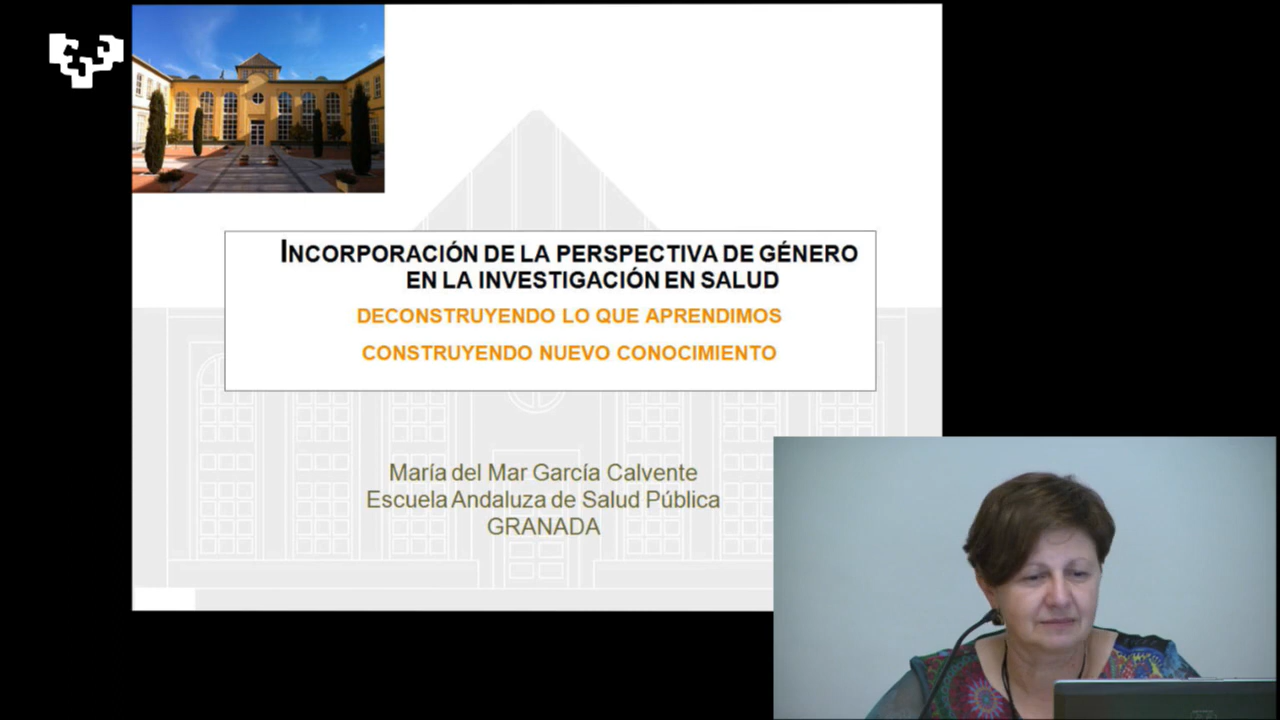 INCORPORACIÓN DE LA PERSPECTIVA DE GÉNERO
EN LA INVESTIGACIÓN EN SALUD
DECONSTRUYENDO LO QUE APRENDIMOS
CONSTRUYENDO NUEVO CONOCIMIENTO
María del Mar García Calvente
Escuela Andaluza de Salud Pública
GRANADA